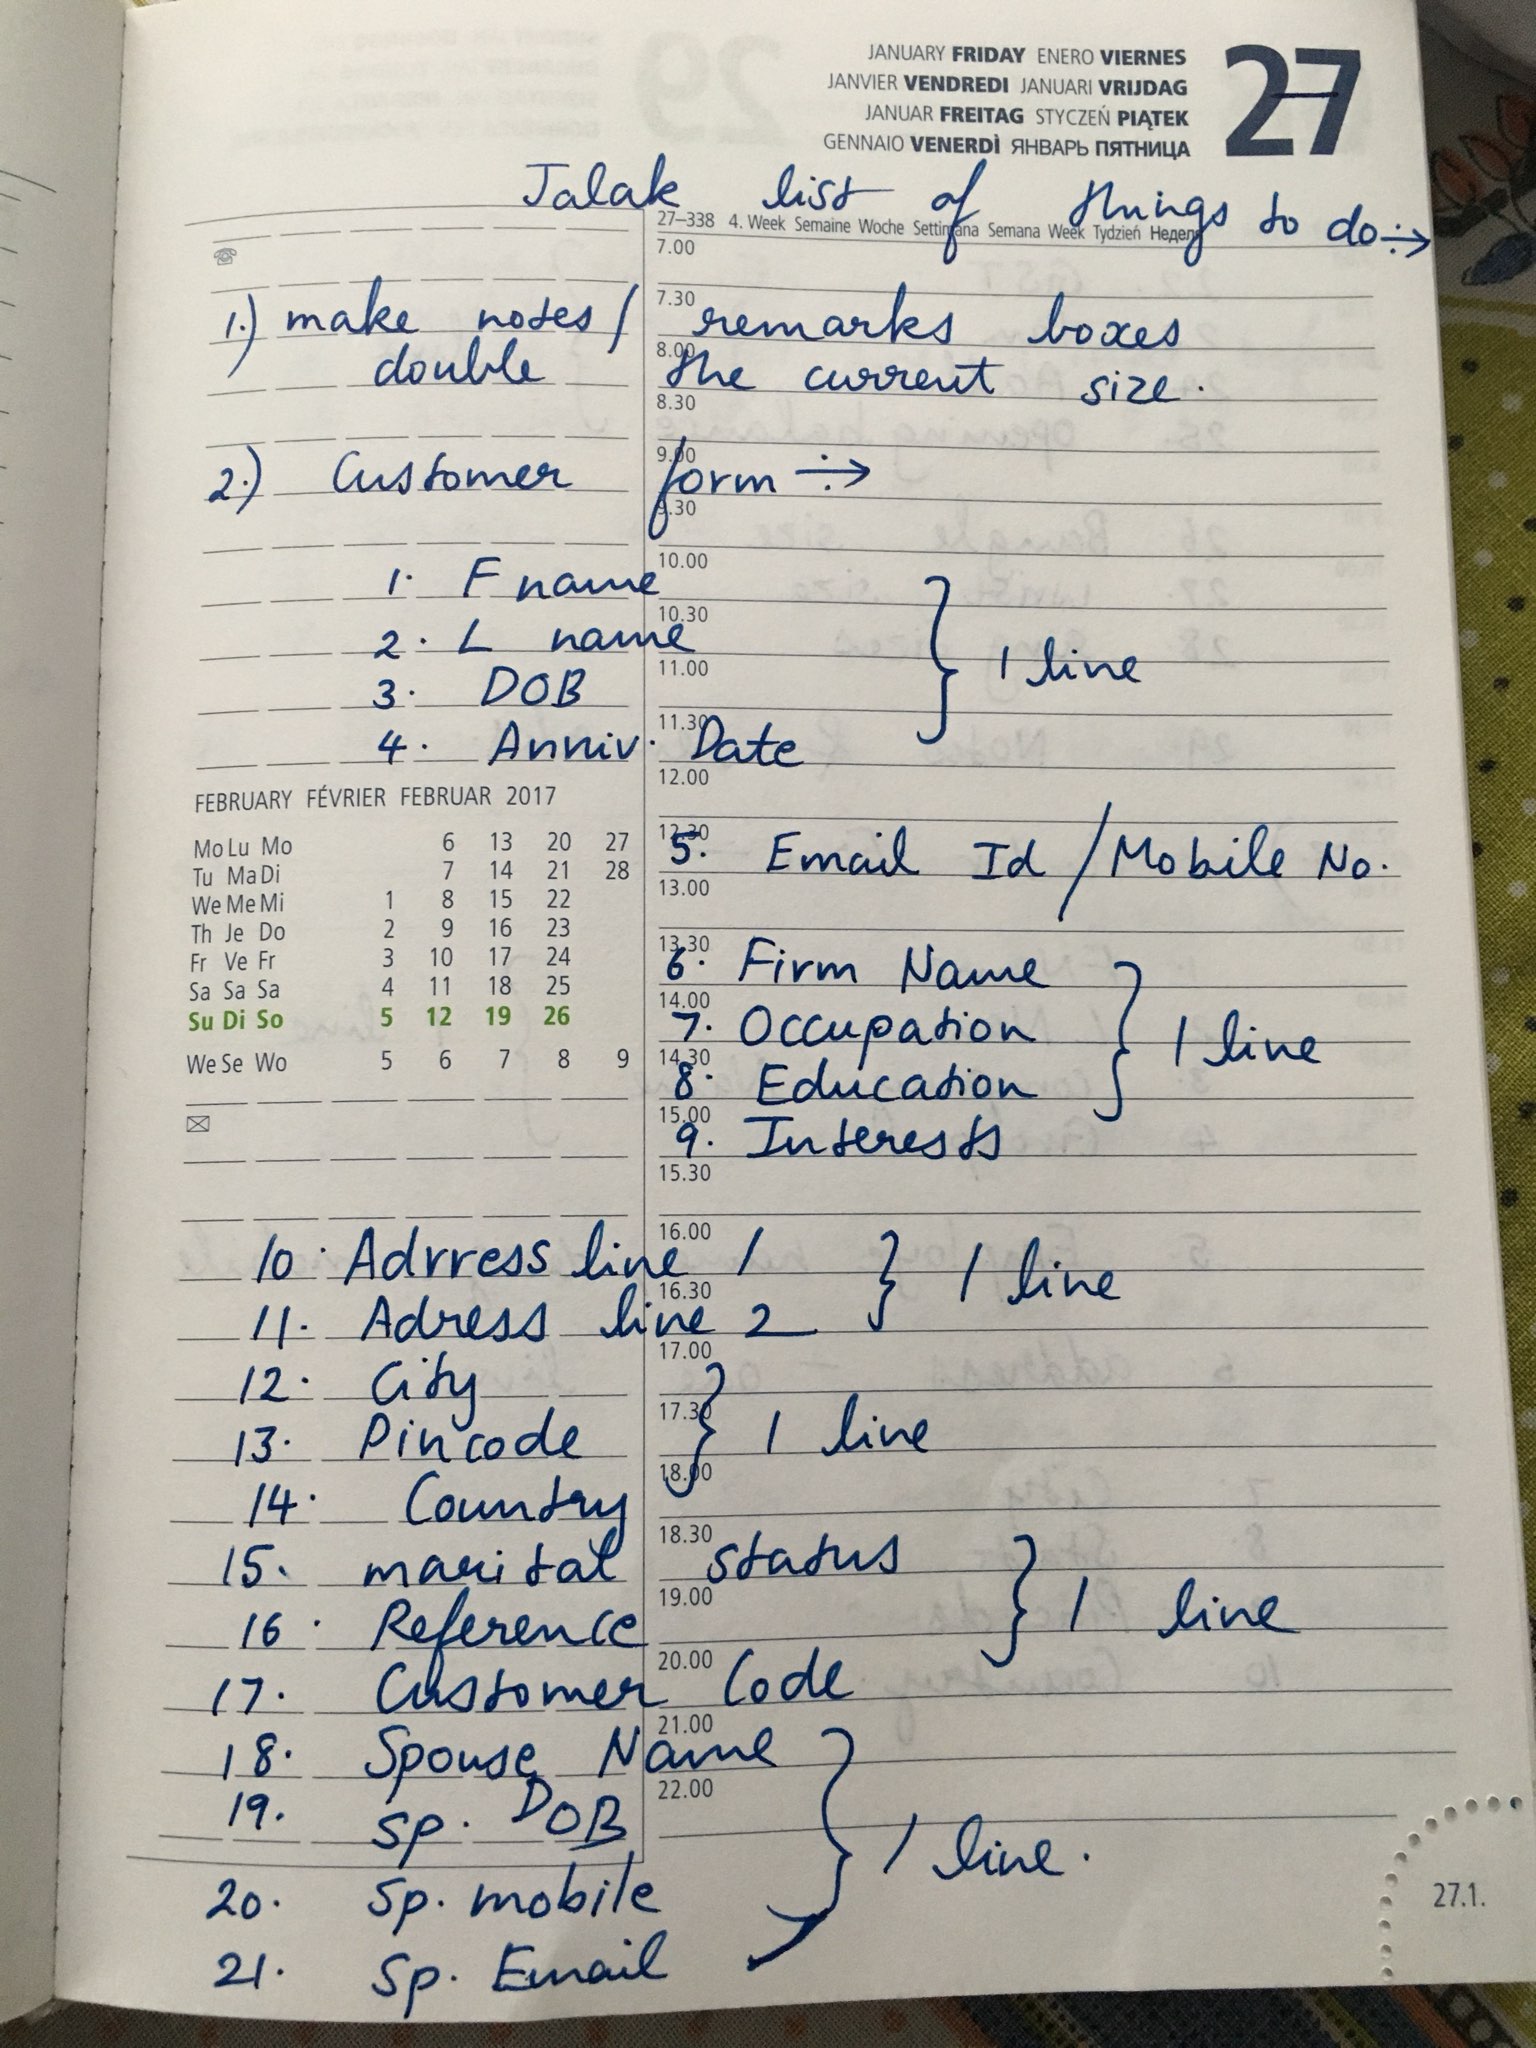 JANUARY FRIDAY ENERO VIERNES
JANVIER VENDREDI JANUARI VRIJDAG
JANUAR FREITAG STYCZEŃ PIĄTEK
GENNAIO VENERDÌ ЯНВАРЬ ПЯТНИЦА
27
Jalak list of things to do →
27–338 4. Week Semaine Woche Settimana Semana Week Tydzień Недел
7.00
7.30
1.) make notes / remarks boxes
8.00
double the current size.
8.30
9.00
2.) Customer form →
9.30
10.00
1. F name
10.30
2. L name
1 line
11.00
3. DOB
11.30
4. Anniv. Date
12.00
FEBRUARY FÉVRIER FEBRUAR 2017
Mo Lu Mo 6 13 20 27
Tu Ma Di 7 14 21 28
We Me Mi 1 8 15 22
Th Je Do 2 9 16 23
Fr Ve Fr 3 10 17 24
Sa Sa Sa 4 11 18 25
Su Di So 5 12 19 26
We Se Wo 5 6 7 8 9
12.30
5. Email Id / Mobile No.
13.00
13.30
6. Firm Name
14.00
7. Occupation
1 line
14.30
8. Education
15.00
9. Interests
15.30
16.00
10. Adrress line 1
1 line
16.30
11. Adress line 2
17.00
12. City
17.30
13. Pincode
1 line
18.00
14. Country
18.30
15. marital status
19.00
16. Reference
1 line
20.00
17. Customer Code
21.00
18. Spouse Name
22.00
19. Sp. DOB
1 line.
20. Sp. mobile
21. Sp. Email
27.1.